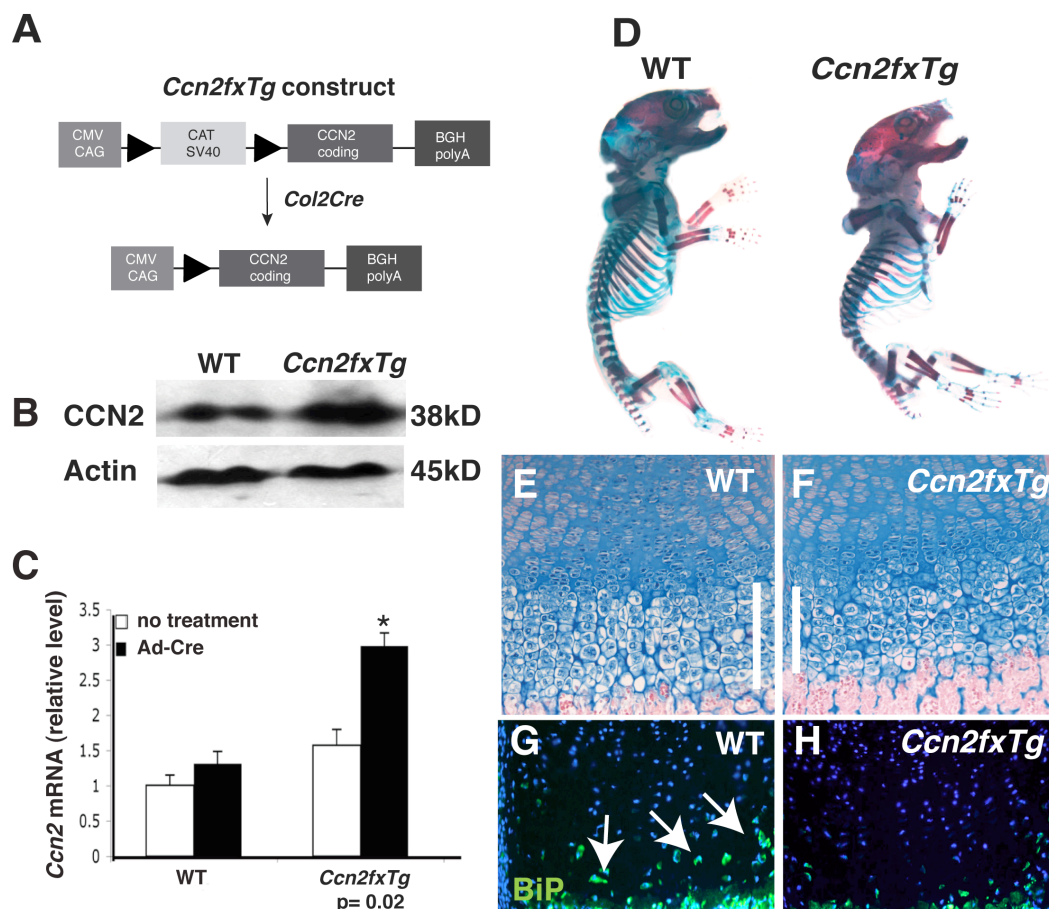 A
Ccn2fxTg construct
CMV
CAG
CAT
SV40
CCN2
coding
BGH
polyA
Col2Cre
CMV
CAG
CCN2
coding
BGH
polyA
B
WT
Ccn2fxTg
CCN2
38kD
Actin
45kD
C
Ccn2 mRNA (relative level)
3.5
3
2.5
2
1.5
1
0.5
0
no treatment
Ad-Cre
*
WT
Ccn2fxTg
p= 0.02
D
WT
Ccn2fxTg
E
WT
F
Ccn2fxTg
G
WT
BiP
H
Ccn2fxTg